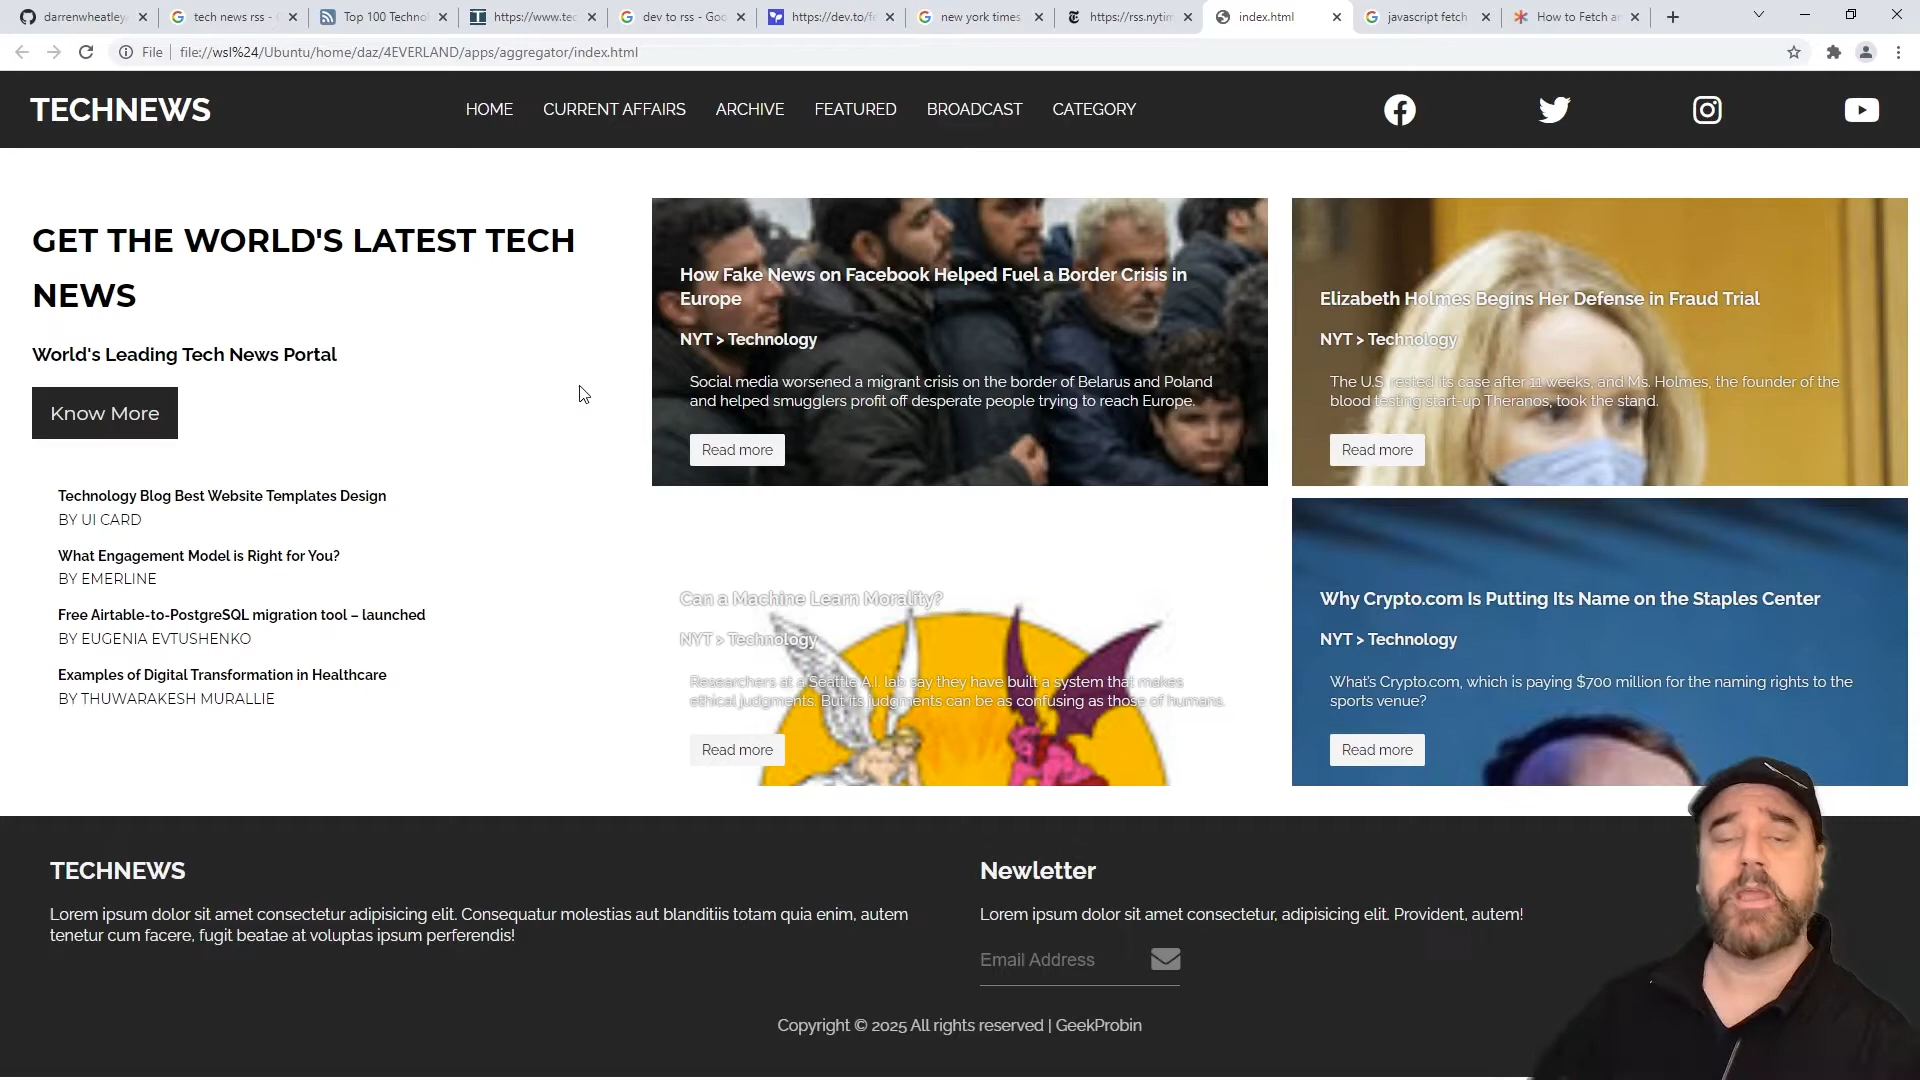 darrenwheatley
tech news rss -
Top 100 Technol
https://www.tec
dev to rss - Goo
https://dev.to/fe
new york times
https://rss.nytim
index.html
javascript fetch
How to Fetch a
File
file://wsl%24/Ubuntu/home/daz/4EVERLAND/apps/aggregator/index.html
TECHNEWS
HOME CURRENT AFFAIRS ARCHIVE FEATURED BROADCAST CATEGORY
GET THE WORLD'S LATEST TECH
NEWS
World's Leading Tech News Portal
Know More
Technology Blog Best Website Templates Design
BY UI CARD
What Engagement Model is Right for You?
BY EMERLINE
Free Airtable-to-PostgreSQL migration tool – launched
BY EUGENIA EVTUSHENKO
Examples of Digital Transformation in Healthcare
BY THUWARAKESH MURALLIE
How Fake News on Facebook Helped Fuel a Border Crisis in
Europe
NYT > Technology
Social media worsened a migrant crisis on the border of Belarus and Poland
and helped smugglers profit off desperate people trying to reach Europe.
Read more
Elizabeth Holmes Begins Her Defense in Fraud Trial
NYT > Technology
The U.S. rested its case after 11 weeks, and Ms. Holmes, the founder of the
blood testing start-up Theranos, took the stand.
Read more
Can a Machine Learn Morality?
NYT > Technology
Researchers at a Seattle A.I. lab say they have built a system that makes
ethical judgments. But its judgments can be as confusing as those of humans.
Read more
Why Crypto.com Is Putting Its Name on the Staples Center
NYT > Technology
What's Crypto.com, which is paying $700 million for the naming rights to the
sports venue?
Read more
TECHNEWS
Lorem ipsum dolor sit amet consectetur adipisicing elit. Consequatur molestias aut blanditiis totam quia enim, autem
tenetur cum facere, fugit beatae at voluptas ipsum perferendis!
Newletter
Lorem ipsum dolor sit amet consectetur, adipisicing elit. Provident, autem!
Email Address
Copyright © 2025 All rights reserved | GeekProbin